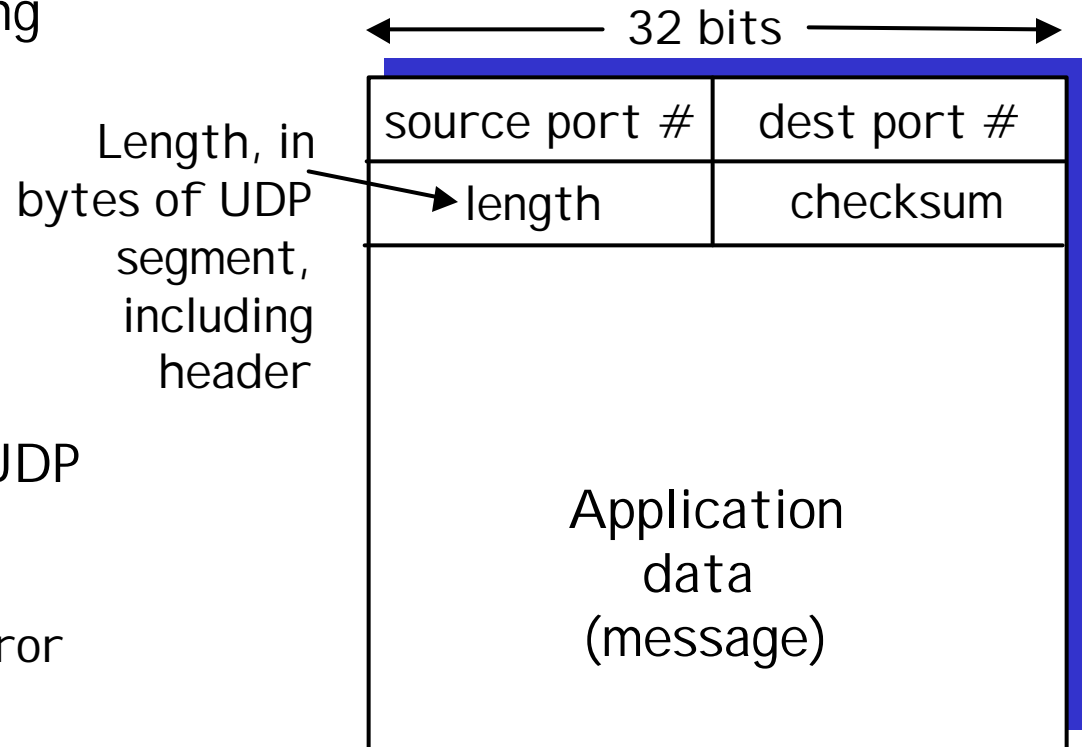 ng
32 bits
source port #
dest port #
Length, in
bytes of UDP
segment,
including
header
length
checksum
UDP
Application
data
(message)
ror